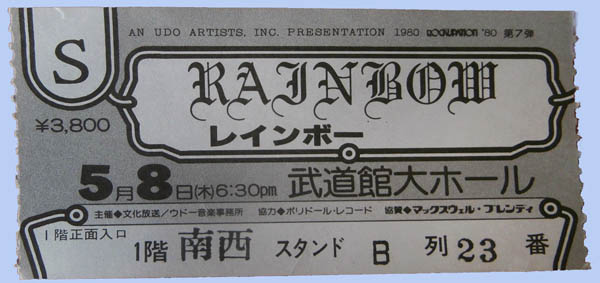 AN UDO ARTISTS, INC. PRESENTATION 1980 ROCKUPATION '80 第7弾
S
RAINBOW
¥3,800
レインボー
5月8日(木)6:30pm 武道館大ホール
主催◆文化放送/ウドー音楽事務所 協力◆ポリドール・レコード 協賛◆マックスウェル・プレンティ
1階正面入口
1階 南西 スタンド B 列 23 番